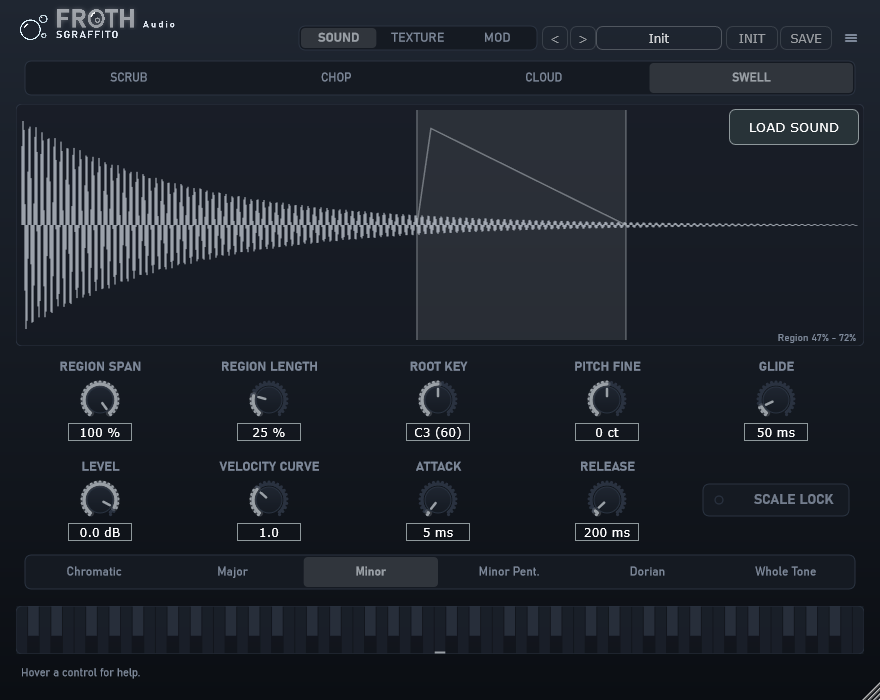 FROTH Audio
SGRAFFITO
SOUND TEXTURE MOD < > Init INIT SAVE
SCRUB CHOP CLOUD SWELL
LOAD SOUND
Region 47% – 72%
REGION SPAN REGION LENGTH ROOT KEY PITCH FINE GLIDE
100 % 25 % C3 (60) 0 ct 50 ms
LEVEL VELOCITY CURVE ATTACK RELEASE
SCALE LOCK
0.0 dB 1.0 5 ms 200 ms
Chromatic Major Minor Minor Pent. Dorian Whole Tone
Hover a control for help.